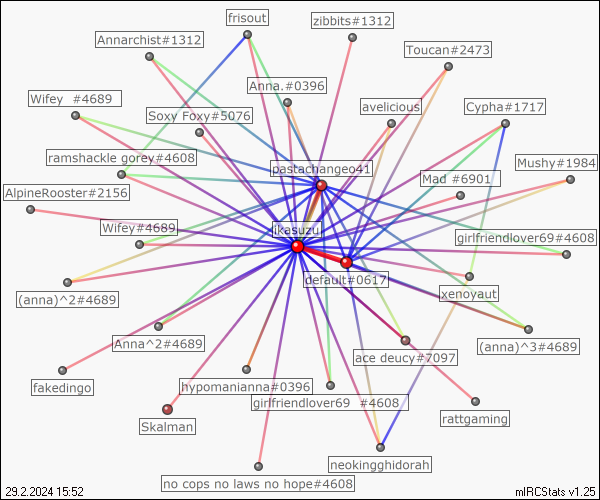 frisout
zibbits#1312
Annarchist#1312
Toucan#2473
Anna.#0396
Wifey  #4689
avelicious
Cypha#1717
Soxy Foxy#5076
ramshackle gorey#4608
Mushy#1984
pastachangeo41
Mad #6901
AlpineRooster#2156
ikasuzu
Wifey#4689
girlfriendlover69#4608
default#0617
xenoyaut
(anna)^2#4689
Anna^2#4689
(anna)^3#4689
ace deucy#7097
fakedingo
hypomanianna#0396
girlfriendlover69  #4608
rattgaming
Skalman
neokingghidorah
no cops no laws no hope#4608
29.2.2024 15:52
mIRCStats v1.25